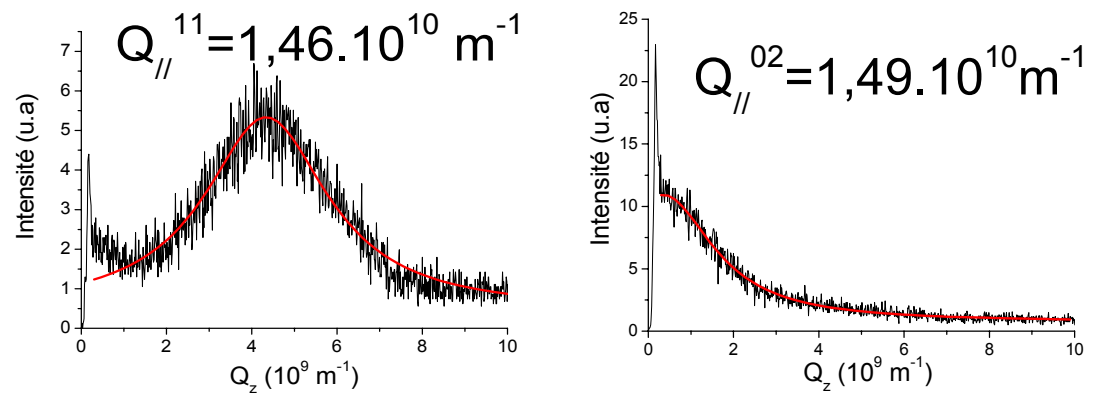 Q//11=1,46.1010 m-1
Intensité (u.a)
7
6
5
4
3
2
1
0
0 2 4 6 8 10
Qz (109 m-1)
Q//02=1,49.1010m-1
Intensité (u.a)
25
20
15
10
5
0
0 2 4 6 8 10
Qz (109 m-1)